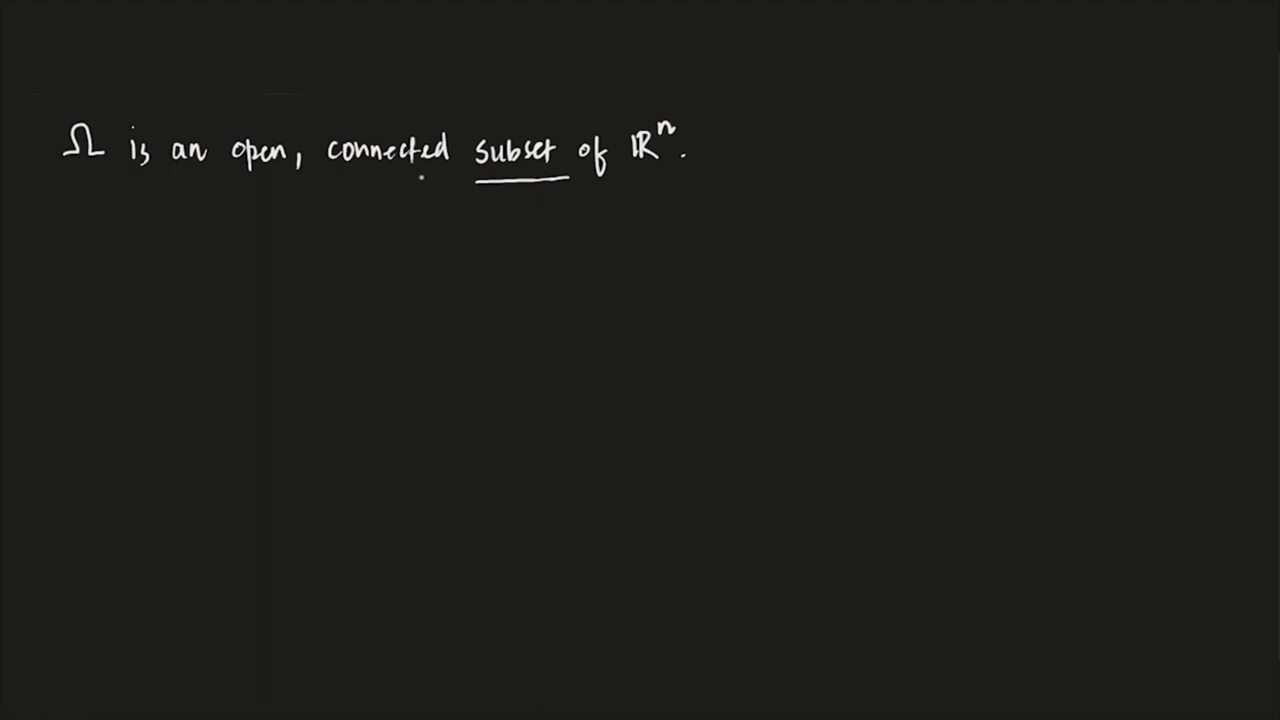 Ω is an open, connected subset of ℝⁿ.